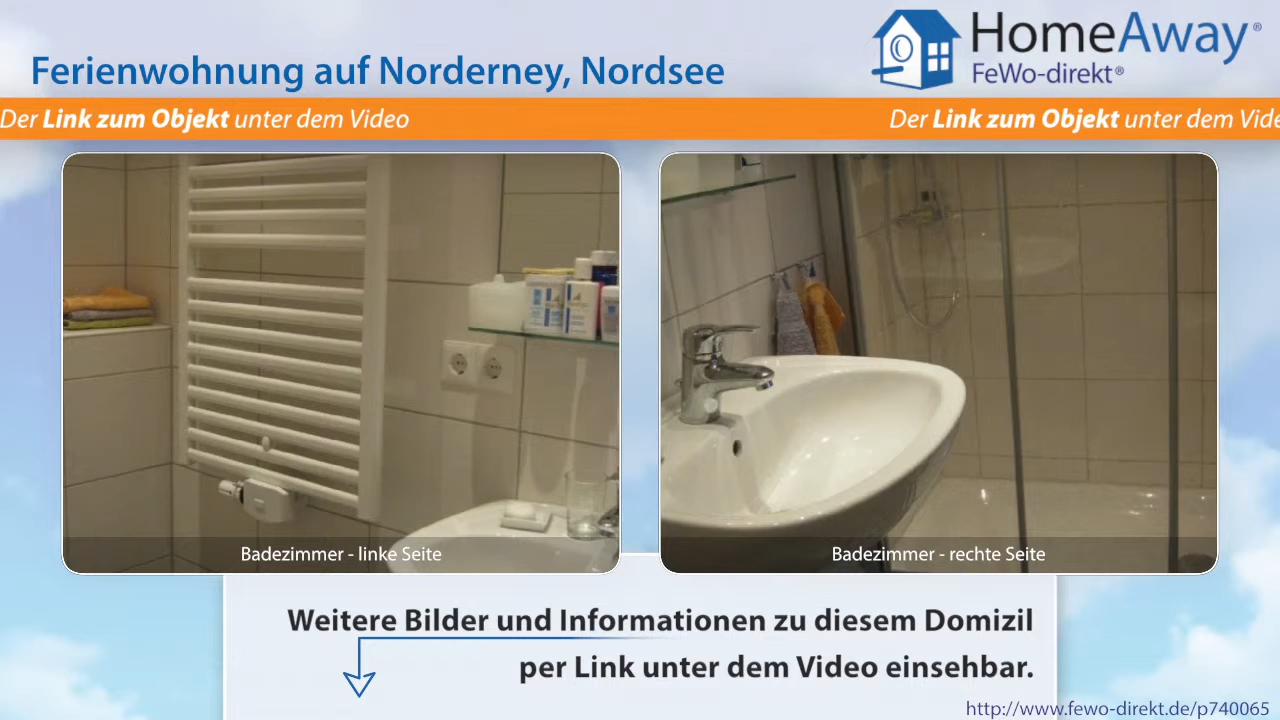 HomeAway®
FeWo-direkt®
Ferienwohnung auf Norderney, Nordsee
Der Link zum Objekt unter dem Video
Der Link zum Objekt unter dem Vide
Badezimmer - linke Seite
Badezimmer - rechte Seite
Weitere Bilder und Informationen zu diesem Domizil
per Link unter dem Video einsehbar.
http://www.fewo-direkt.de/p740065